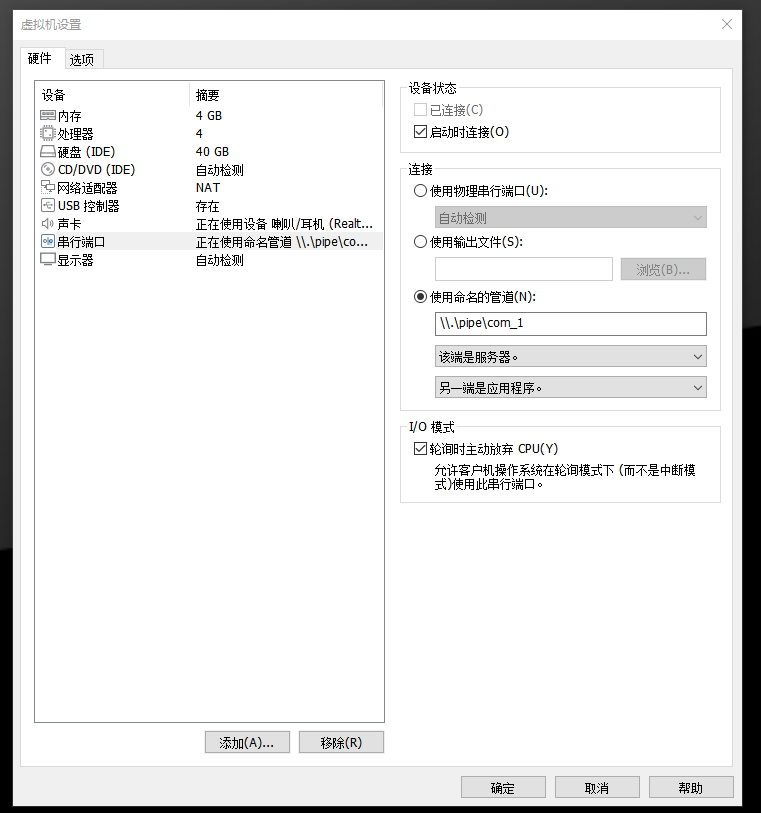 虚拟机设置
硬件 选项
设备 摘要
内存 4 GB
处理器 4
硬盘 (IDE) 40 GB
CD/DVD (IDE) 自动检测
网络适配器 NAT
USB 控制器 存在
声卡 正在使用设备 喇叭/耳机 (Realt...
串行端口 正在使用命名管道 \\.\pipe\co...
显示器 自动检测
添加(A)... 移除(R)
设备状态
已连接(C)
启动时连接(O)
连接
使用物理串行端口(U):
自动检测
使用输出文件(S):
浏览(B)...
使用命名的管道(N):
\\.\pipe\com_1
该端是服务器。
另一端是应用程序。
I/O 模式
轮询时主动放弃 CPU(Y)
允许客户机操作系统在轮询模式下 (而不是中断模
式)使用此串行端口。
确定 取消 帮助